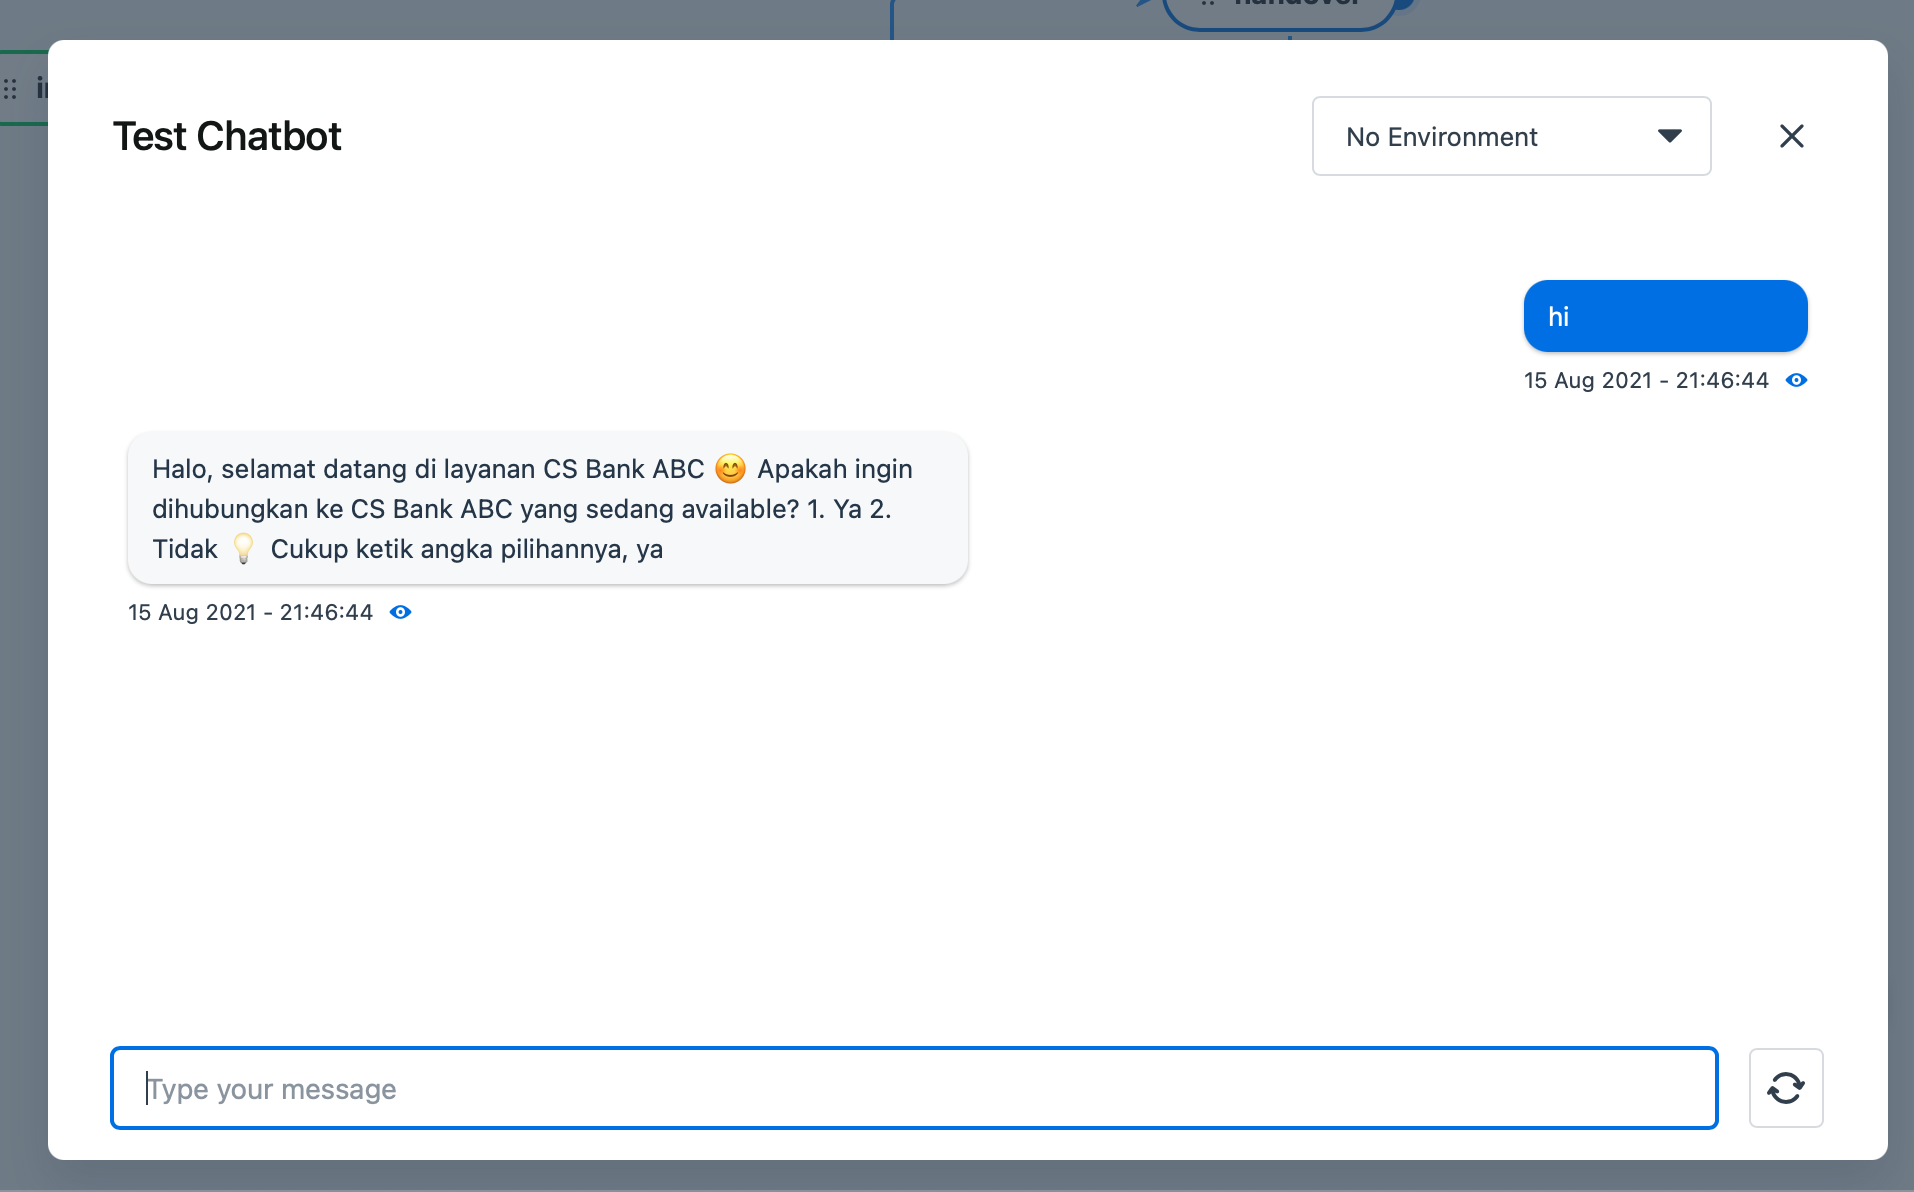 Test Chatbot
No Environment
hi
15 Aug 2021 - 21:46:44
Halo, selamat datang di layanan CS Bank ABC 😊 Apakah ingin
dihubungkan ke CS Bank ABC yang sedang available? 1. Ya 2.
Tidak 💡 Cukup ketik angka pilihannya, ya
15 Aug 2021 - 21:46:44
Type your message